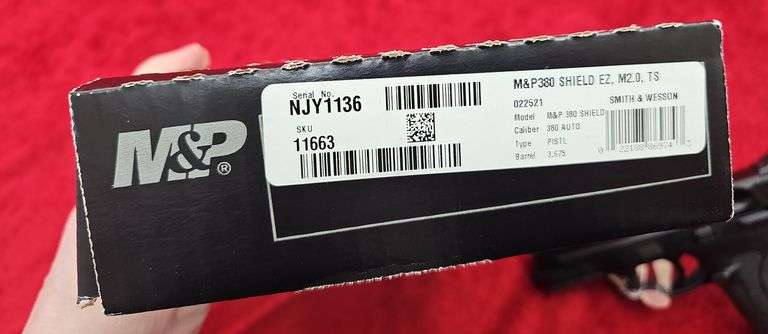 M&P®
Serial No.
NJY1136
SKU
11663
M&P380 SHIELD EZ, M2.0, TS
022521 SMITH & WESSON
Model M&P 380 SHIELD
Caliber 380 AUTO
Type PISTL
Barrel 3.675